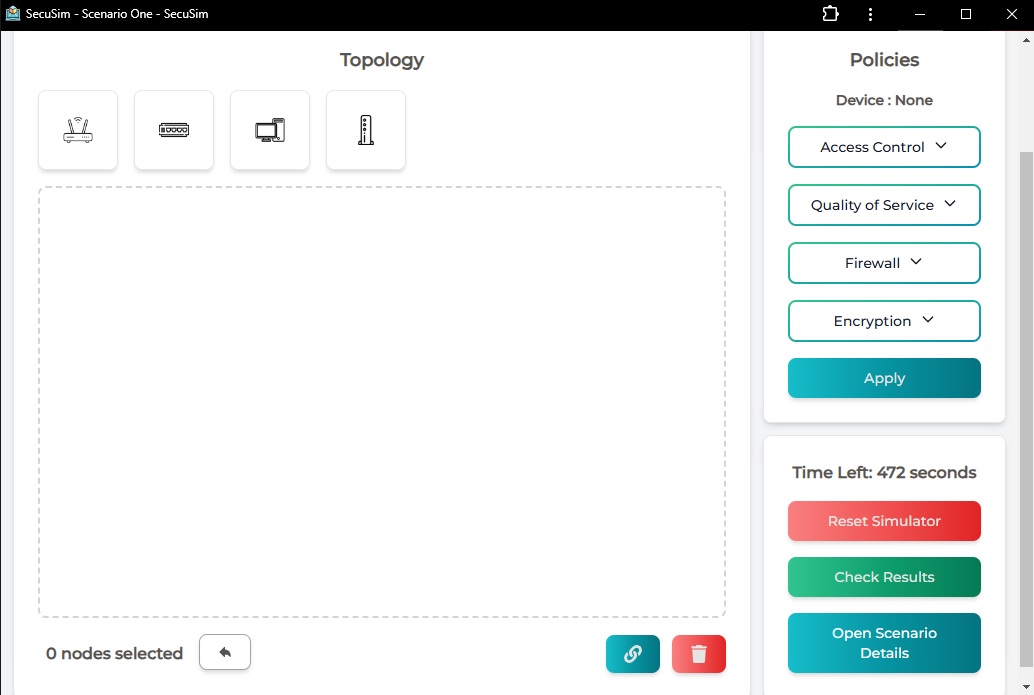 SecuSim - Scenario One - SecuSim
Topology
Policies
Device : None
Access Control
Quality of Service
Firewall
Encryption
Apply
Time Left: 472 seconds
Reset Simulator
Check Results
Open Scenario
Details
0 nodes selected